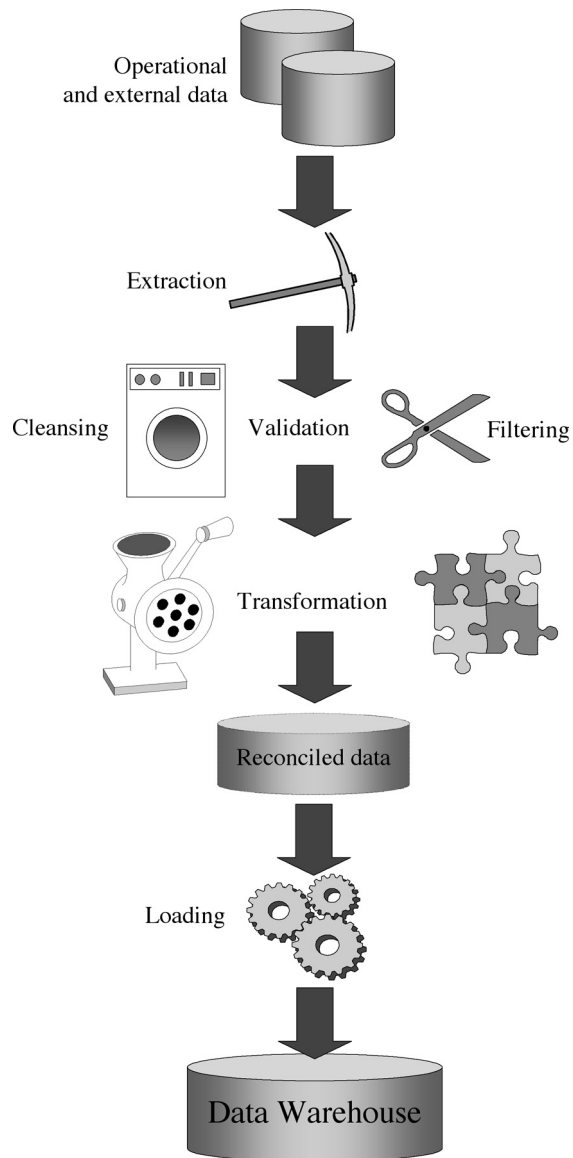 Operational
and external data
Extraction
Cleansing
Validation
Filtering
Transformation
Reconciled data
Loading
Data Warehouse